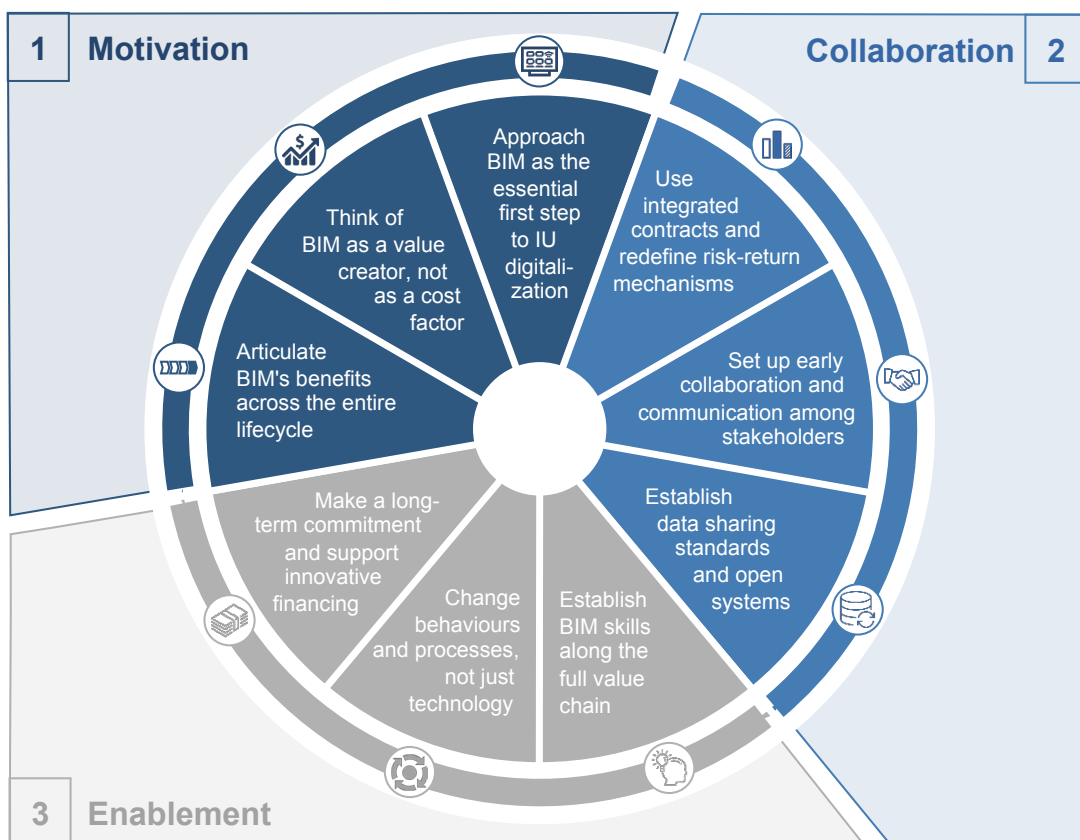 1 Motivation
Collaboration 2
Approach
BIM as the
essential
first step
to IU
digitali-
zation
Think of
BIM as a value
creator, not
as a cost
factor
Articulate
BIM's benefits
across the entire
lifecycle
Use
integrated
contracts and
redefine risk-return
mechanisms
Set up early
collaboration and
communication among
stakeholders
Establish
data sharing
standards
and open
systems
Establish
BIM skills
along the
full value
chain
Change
behaviours
and processes,
not just
technology
Make a long-
term commitment
and support
innovative
financing
$
3 Enablement